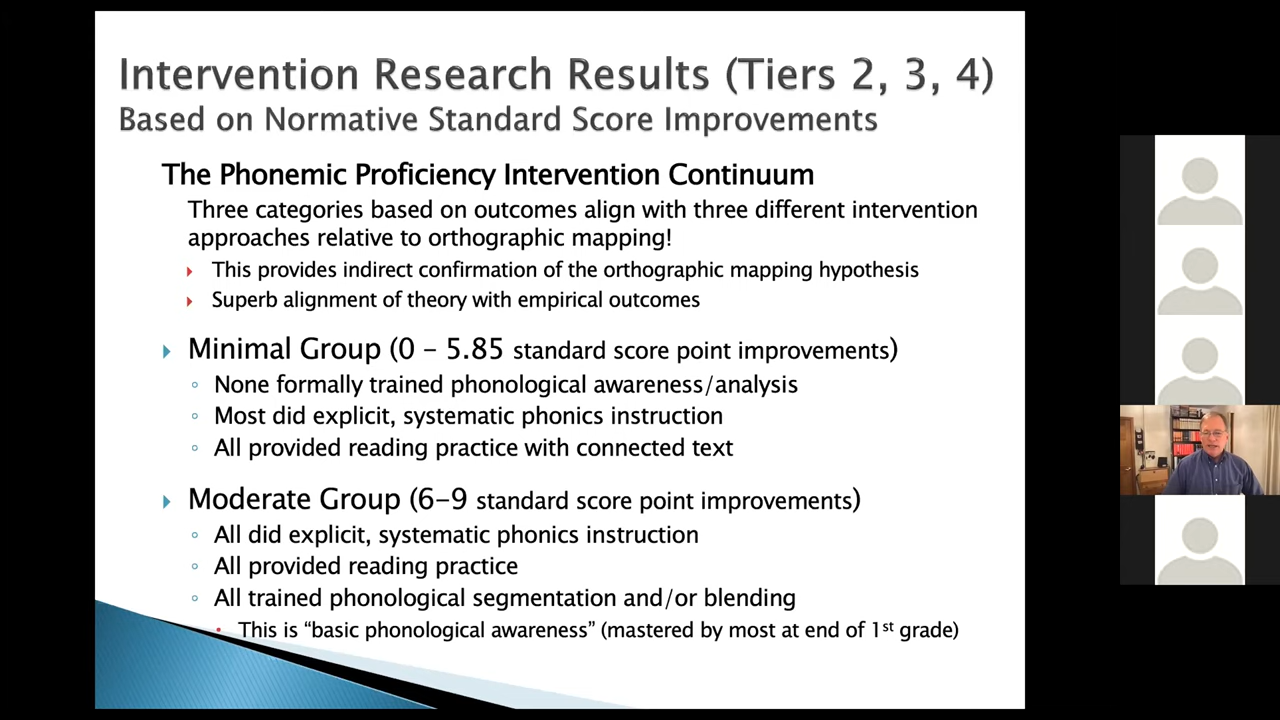 Intervention Research Results (Tiers 2, 3, 4)
Based on Normative Standard Score Improvements
The Phonemic Proficiency Intervention Continuum
Three categories based on outcomes align with three different intervention
approaches relative to orthographic mapping!
This provides indirect confirmation of the orthographic mapping hypothesis
Superb alignment of theory with empirical outcomes
Minimal Group (0 – 5.85 standard score point improvements)
None formally trained phonological awareness/analysis
Most did explicit, systematic phonics instruction
All provided reading practice with connected text
Moderate Group (6–9 standard score point improvements)
All did explicit, systematic phonics instruction
All provided reading practice
All trained phonological segmentation and/or blending
This is “basic phonological awareness” (mastered by most at end of 1st grade)